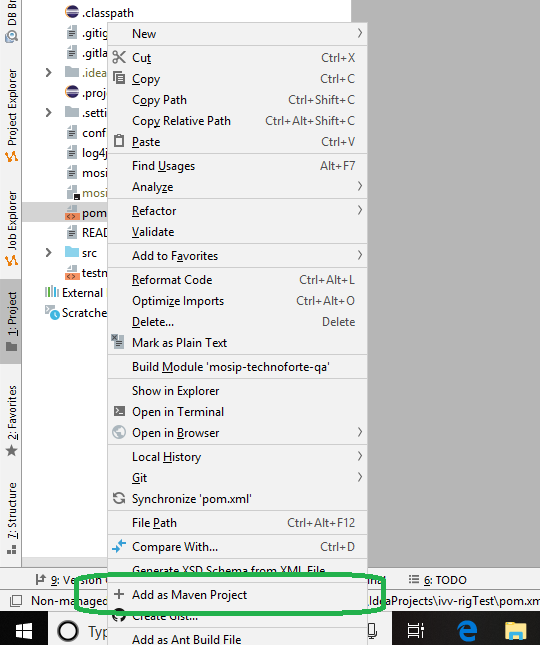 DB Br
Project Explorer
Job Explorer
1: Project
2: Favorites
7: Structure
.classpath
.gitig
.gitla
.idea
.proj
.setti
conf
log4j
mosi
mosi
pom
READ
src
testn
External
Scratche
New
Cut Ctrl+X
Copy Ctrl+C
Copy Path Ctrl+Shift+C
Copy Relative Path Ctrl+Alt+Shift+C
Paste Ctrl+V
Find Usages Alt+F7
Analyze
Refactor
Validate
Add to Favorites
Reformat Code Ctrl+Alt+L
Optimize Imports Ctrl+Alt+O
Delete... Delete
Mark as Plain Text
Build Module 'mosip-technoforte-qa'
Show in Explorer
Open in Terminal
Open in Browser
Local History
Git
Synchronize 'pom.xml'
File Path Ctrl+Alt+F12
Compare With... Ctrl+D
Generate XSD Schema from XML File...
Add as Maven Project
Create Gist...
Add as Ant Build File
9: Version
6: TODO
Non-managed
IdeaProjects\ivv-rigTest\pom.xm
Typ